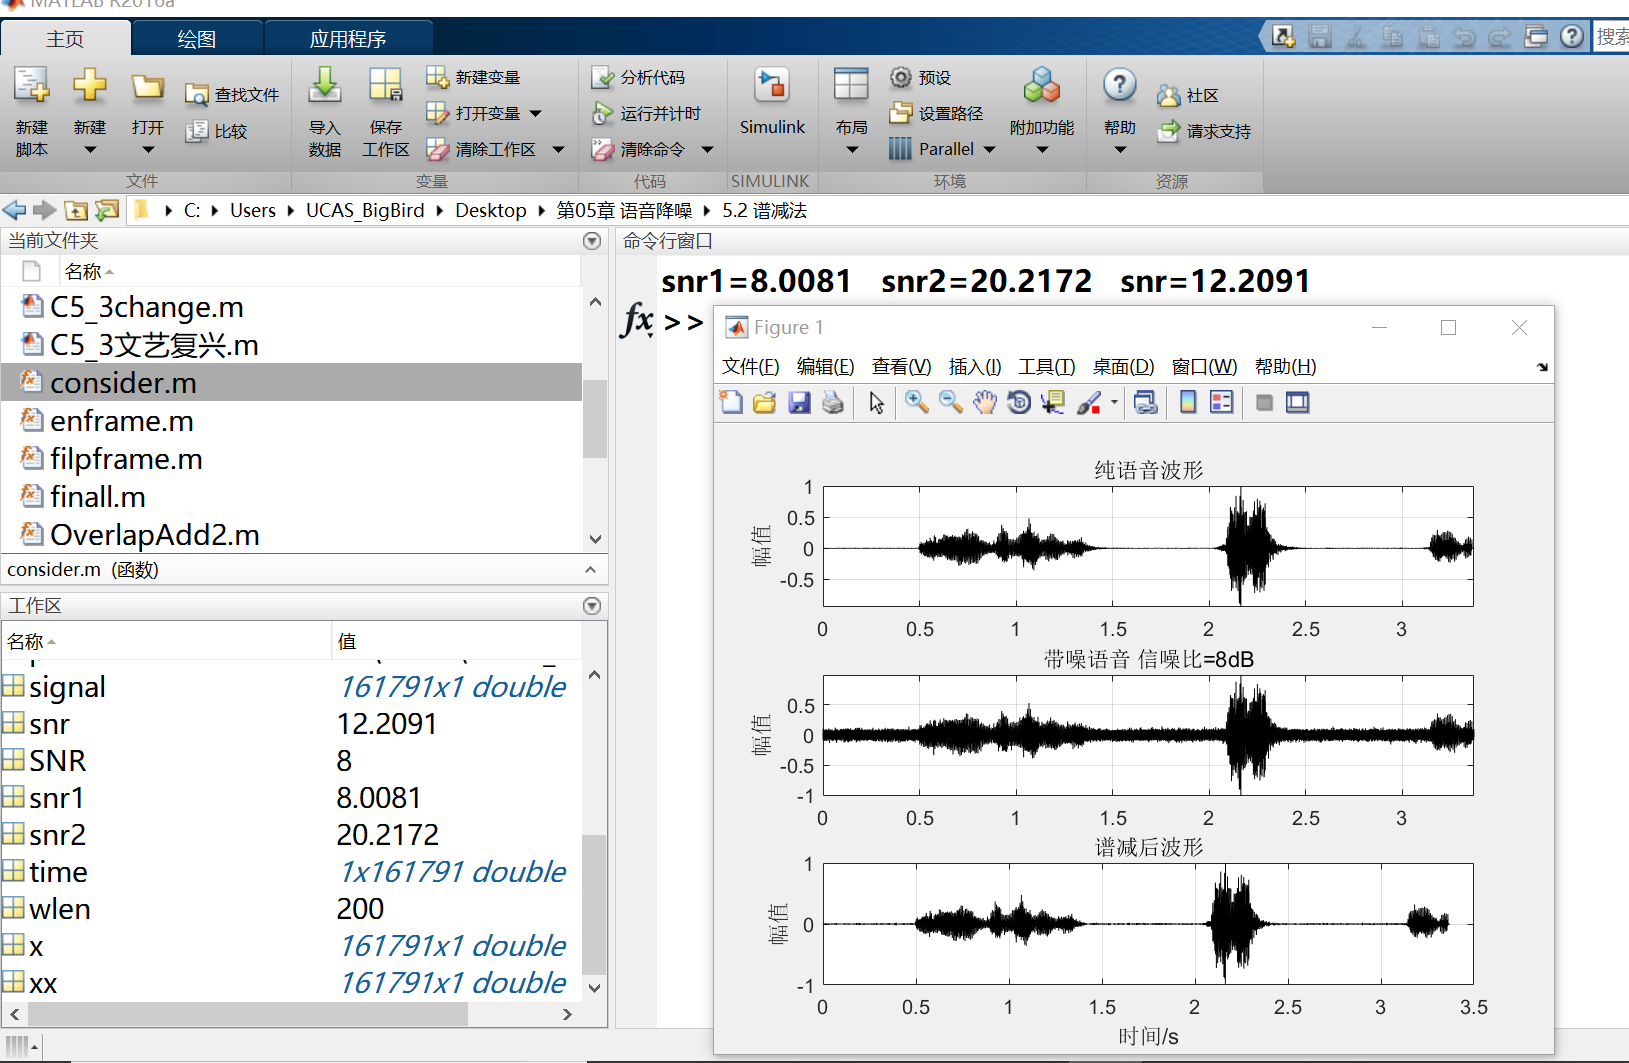 MATLAB R2016a
主页 绘图 应用程序 搜索
新建脚本 新建 打开 查找文件 比较
导入数据 保存工作区 新建变量 打开变量 清除工作区
分析代码 运行并计时 清除命令
Simulink 布局 预设 设置路径 Parallel 附加功能
帮助 社区 请求支持
文件 变量 代码 SIMULINK 环境 资源
C: Users UCAS_BigBird Desktop 第05章 语音降噪 5.2 谱减法
当前文件夹
名称
C5_3change.m
C5_3文艺复兴.m
consider.m
enframe.m
filpframe.m
finall.m
OverlapAdd2.m
consider.m (函数)
工作区
名称 值
signal 161791x1 double
snr 12.2091
SNR 8
snr1 8.0081
snr2 20.2172
time 1x161791 double
wlen 200
x 161791x1 double
xx 161791x1 double
命令行窗口
snr1=8.0081 snr2=20.2172 snr=12.2091
fx >>
Figure 1
文件(F) 编辑(E) 查看(V) 插入(I) 工具(T) 桌面(D) 窗口(W) 帮助(H)
纯语音波形
幅值
1
0.5
0
-0.5
0 0.5 1 1.5 2 2.5 3
带噪语音 信噪比=8dB
幅值
0.5
0
-0.5
-1
0 0.5 1 1.5 2 2.5 3
谱减后波形
幅值
1
0
-1
0 0.5 1 1.5 2 2.5 3 3.5
时间/s